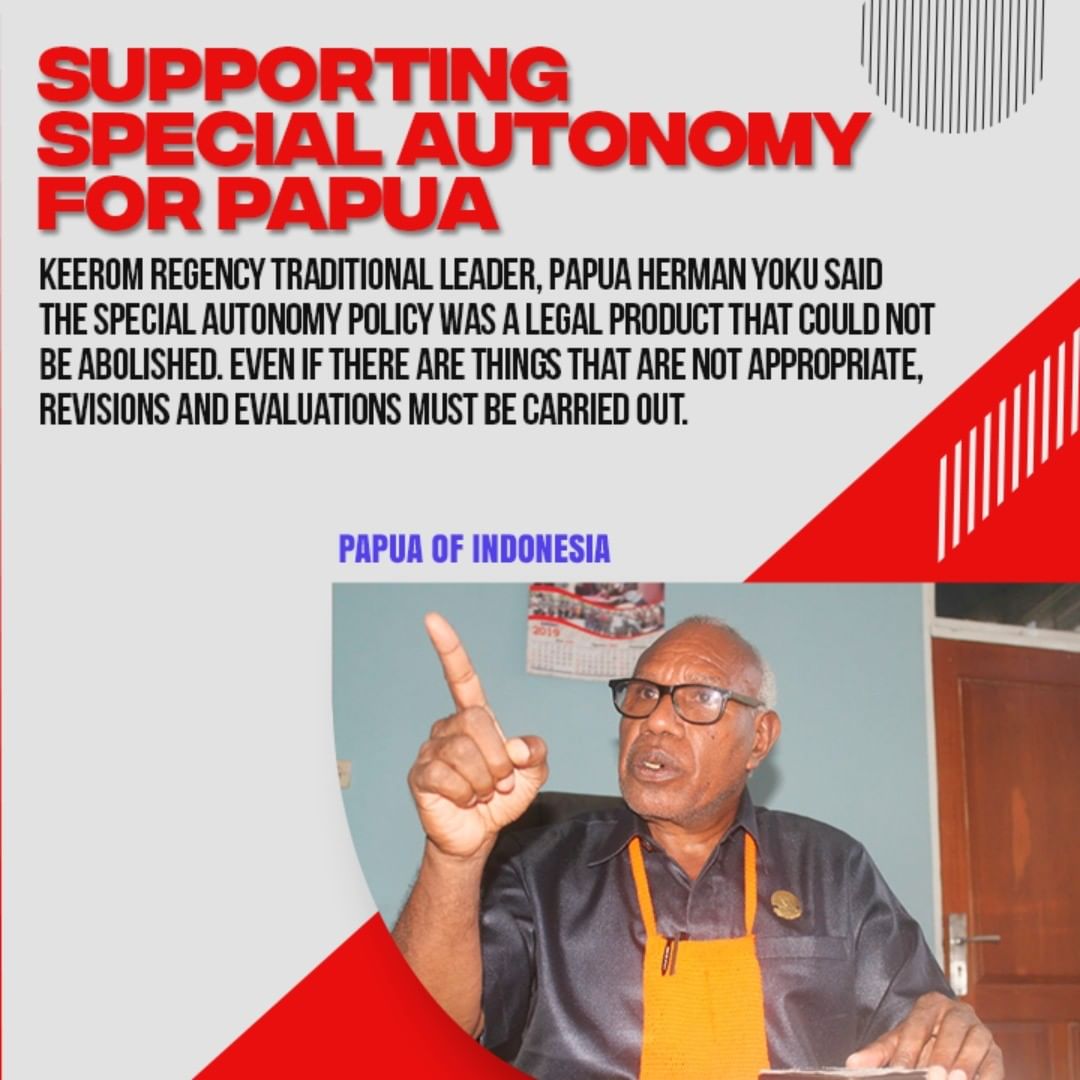 SUPPORTING
SPECIAL AUTONOMY
FOR PAPUA
KEEROM REGENCY TRADITIONAL LEADER, PAPUA HERMAN YOKU SAID
THE SPECIAL AUTONOMY POLICY WAS A LEGAL PRODUCT THAT COULD NOT
BE ABOLISHED. EVEN IF THERE ARE THINGS THAT ARE NOT APPROPRIATE,
REVISIONS AND EVALUATIONS MUST BE CARRIED OUT.
PAPUA OF INDONESIA
2019